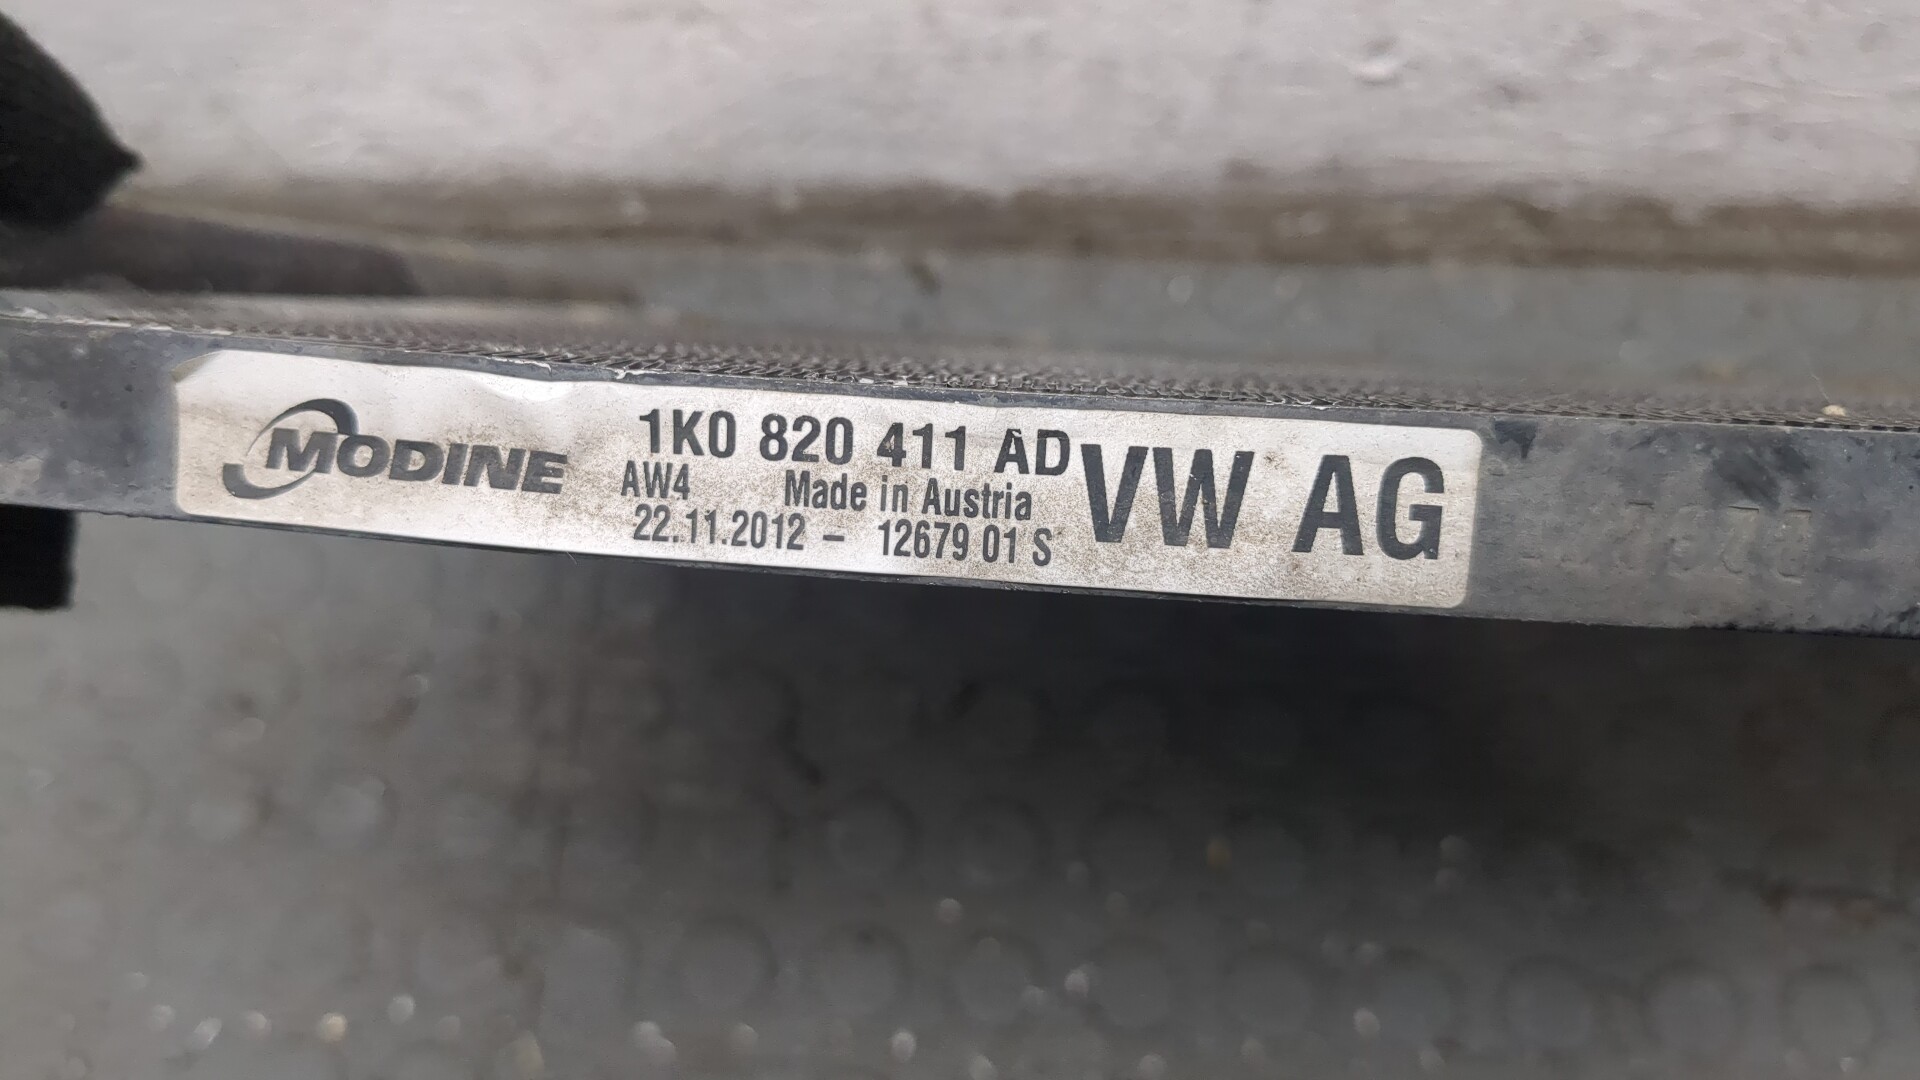 MODINE
1K0 820 411 AD
AW4 Made in Austria
22.11.2012 - 12679 01 S
VW AG